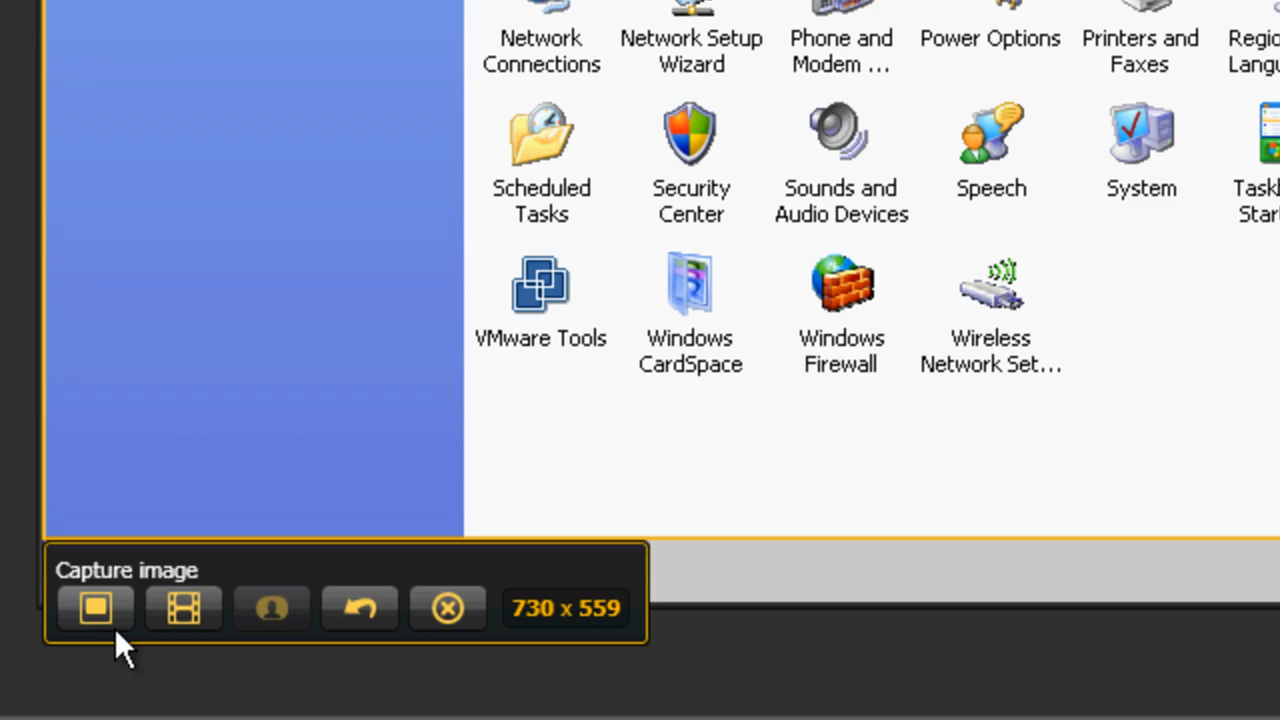 Network Connections
Network Setup Wizard
Phone and Modem ...
Power Options
Printers and Faxes
Scheduled Tasks
Security Center
Sounds and Audio Devices
Speech
System
VMware Tools
Windows CardSpace
Windows Firewall
Wireless Network Set...
Capture image
730 x 559